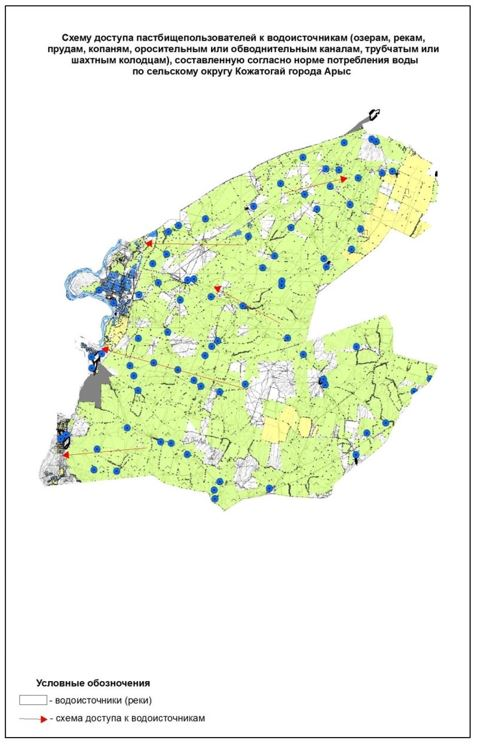 Схему доступа пастбищепользователей к водоисточникам (озерам, рекам,
прудам, копаням, оросительным или обводнительным каналам, трубчатым или
шахтным колодцам), составленную согласно норме потребления воды
по сельскому округу Кожатогай города Арыс
Условные обозночения
- водоисточники (реки)
- схема доступа к водоисточникам